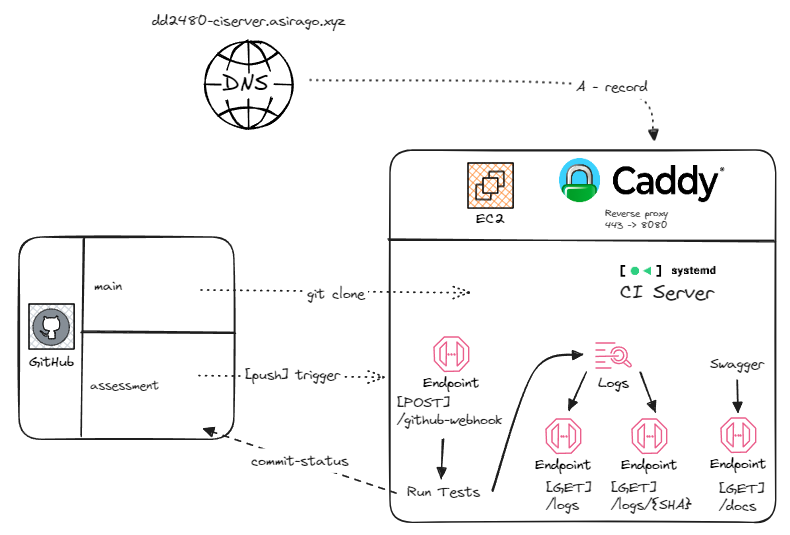 dd2480-ciserver.asirago.xyz
DNS
A - record
EC2
Caddy
Reverse proxy
443 -> 8080
[●◀] systemd
CI Server
GitHub
main
git clone
assessment
[push] trigger
commit-status
Endpoint
[POST]
/github-webhook
Run Tests
Logs
Endpoint
[GET]
/logs
Endpoint
[GET]
/logs/{SHA}
Swagger
Endpoint
[GET]
/docs